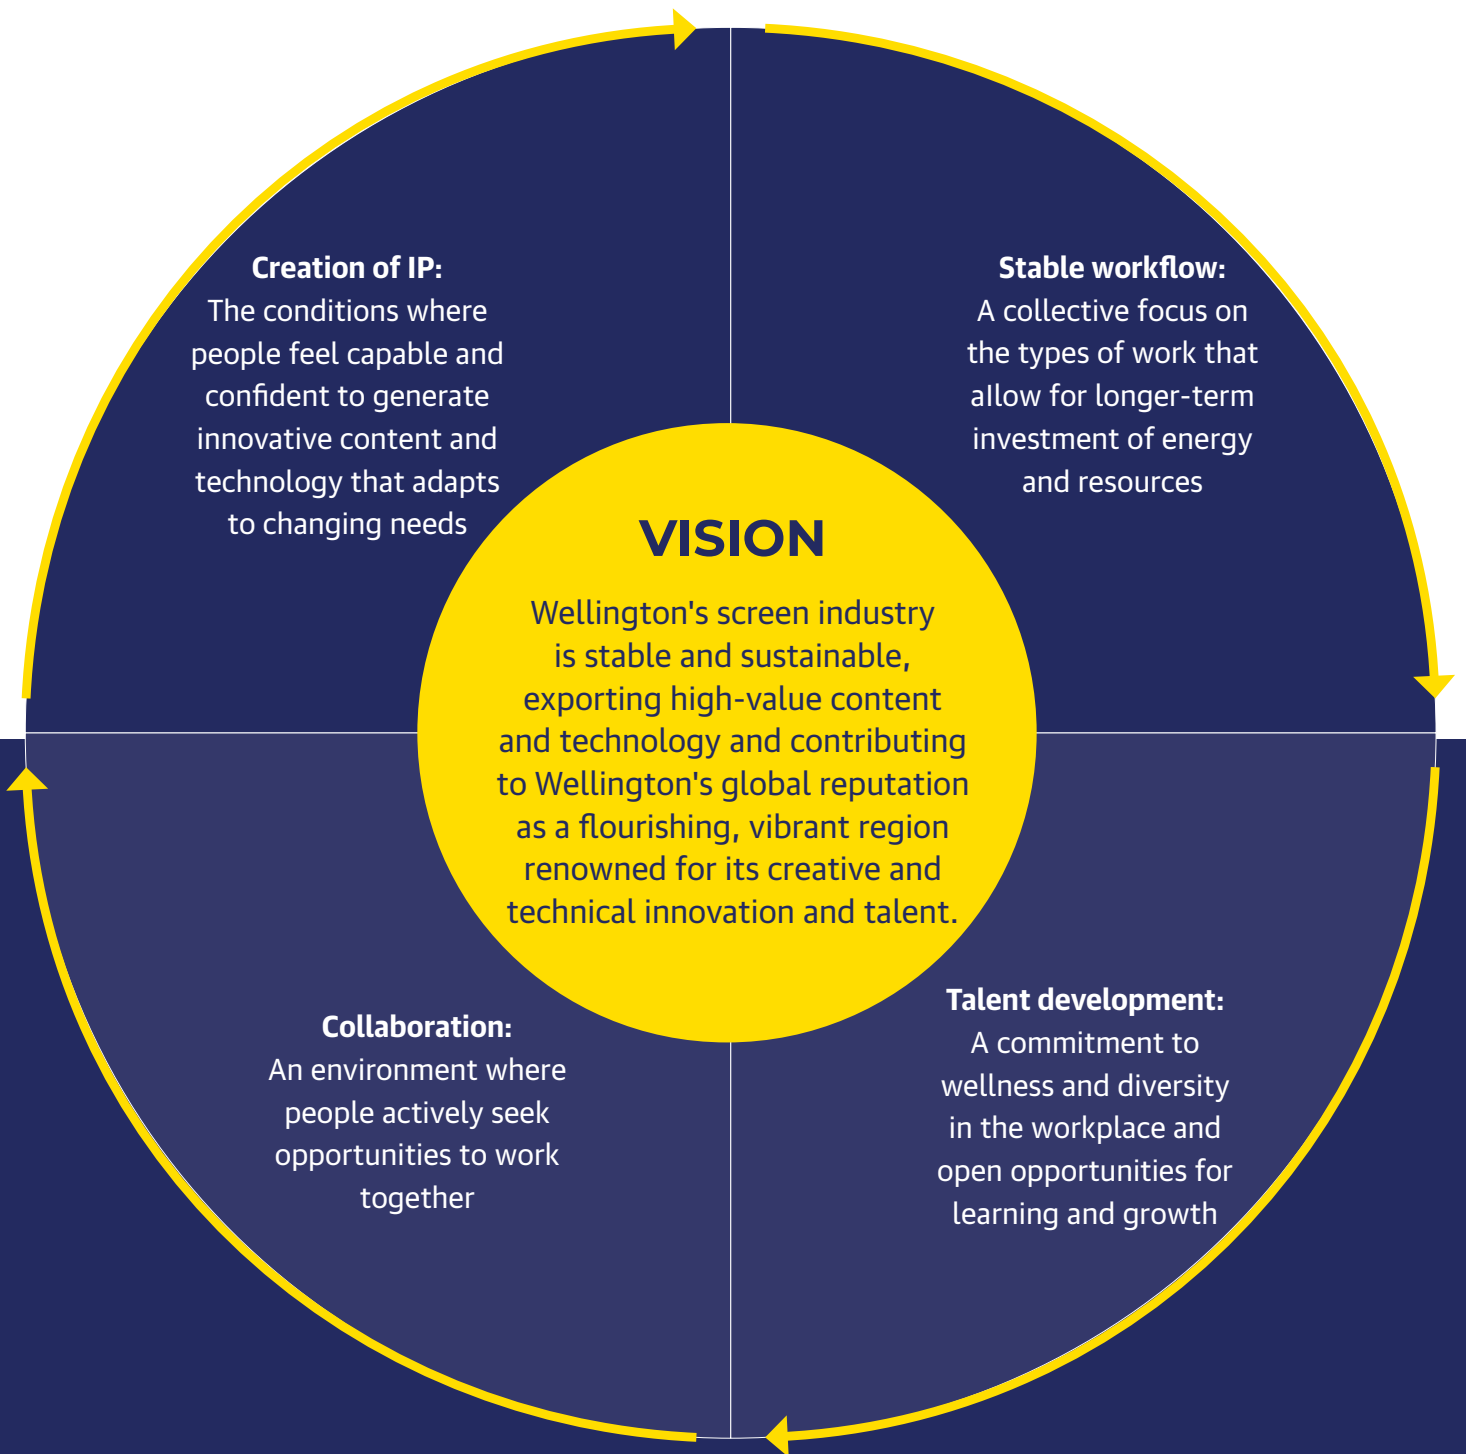 Creation of IP:
The conditions where
people feel capable and
confident to generate
innovative content and
technology that adapts
to changing needs
Stable workflow:
A collective focus on
the types of work that
allow for longer-term
investment of energy
and resources
VISION
Wellington's screen industry
is stable and sustainable,
exporting high-value content
and technology and contributing
to Wellington's global reputation
as a flourishing, vibrant region
renowned for its creative and
technical innovation and talent.
Collaboration:
An environment where
people actively seek
opportunities to work
together
Talent development:
A commitment to
wellness and diversity
in the workplace and
open opportunities for
learning and growth